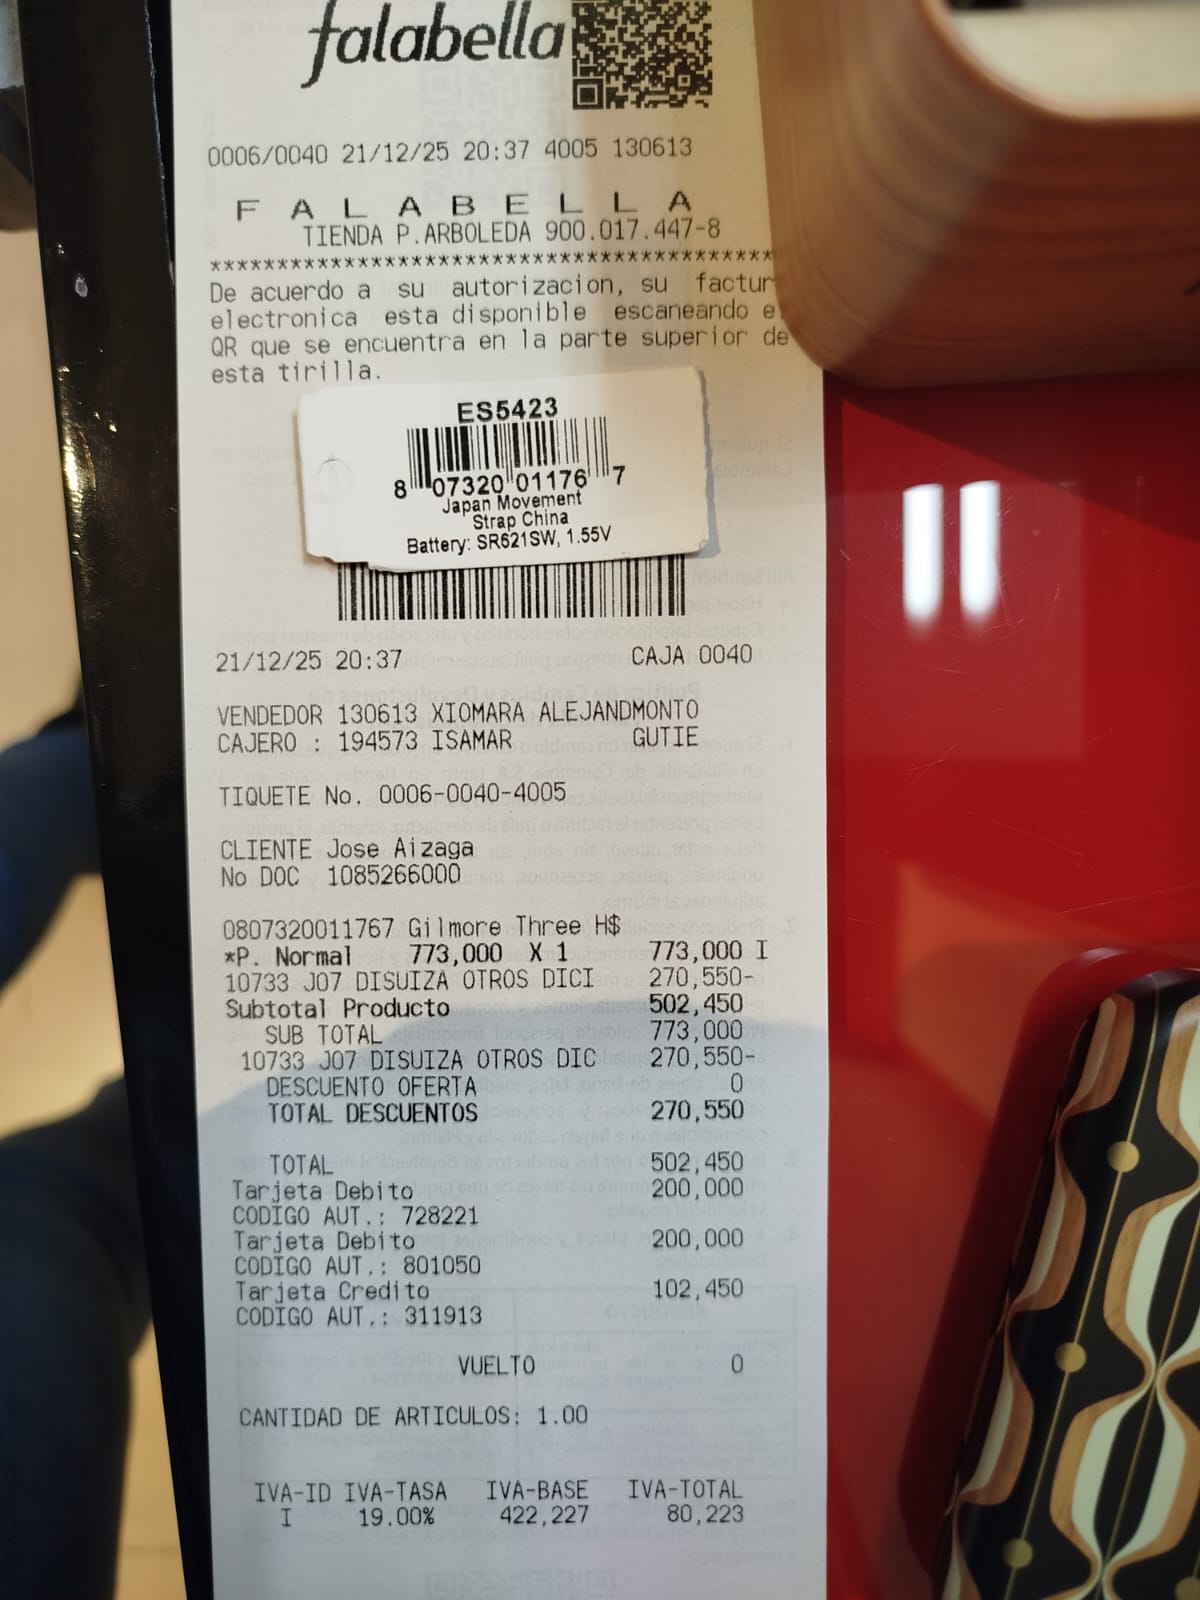 falabella
0006/0040 21/12/25 20:37 4005 130613
F A L A B E L L A
TIENDA P.ARBOLEDA 900.017.447-8
******************************************
De acuerdo a su autorizacion, su factur
electronica esta disponible escaneando e
QR que se encuentra en la parte superior de
esta tirilla.
ES5423
8 07320 01176 7
Japan Movement
Strap China
Battery: SR621SW, 1.55V
21/12/25 20:37 CAJA 0040
VENDEDOR 130613 XIOMARA ALEJANDMONTO
CAJERO : 194573 ISAMAR GUTIE
TIQUETE No. 0006-0040-4005
CLIENTE Jose Aizaga
No DOC 1085266000
0807320011767 Gilmore Three H$
*P. Normal 773,000 X 1 773,000 I
10733 J07 DISUIZA OTROS DICI 270,550-
Subtotal Producto 502,450
SUB TOTAL 773,000
10733 J07 DISUIZA OTROS DIC 270,550-
DESCUENTO OFERTA 0
TOTAL DESCUENTOS 270,550
TOTAL 502,450
Tarjeta Debito 200,000
CODIGO AUT.: 728221
Tarjeta Debito 200,000
CODIGO AUT.: 801050
Tarjeta Credito 102,450
CODIGO AUT.: 311913
VUELTO 0
CANTIDAD DE ARTICULOS: 1.00
IVA-ID IVA-TASA IVA-BASE IVA-TOTAL
I 19.00% 422,227 80,223